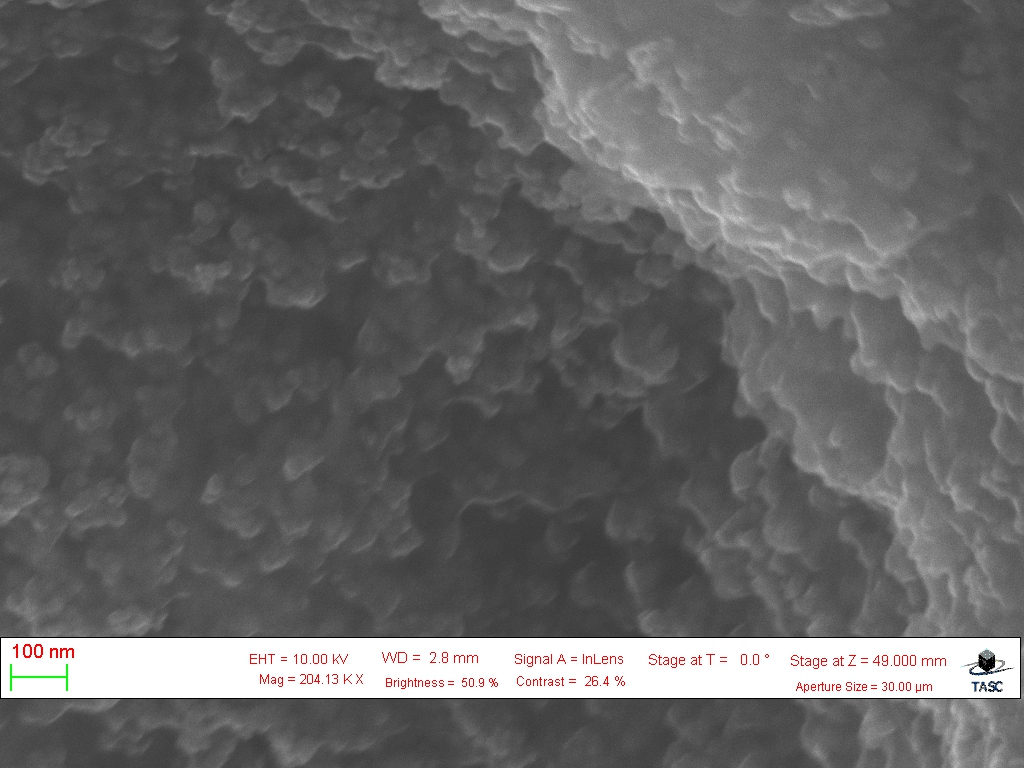 100 nm
EHT = 10.00 kV WD = 2.8 mm Signal A = InLens Stage at T = 0.0 ° Stage at Z = 49.000 mm
Mag = 204.13 K X Brightness = 50.9 % Contrast = 26.4 % Aperture Size = 30.00 µm
TASC